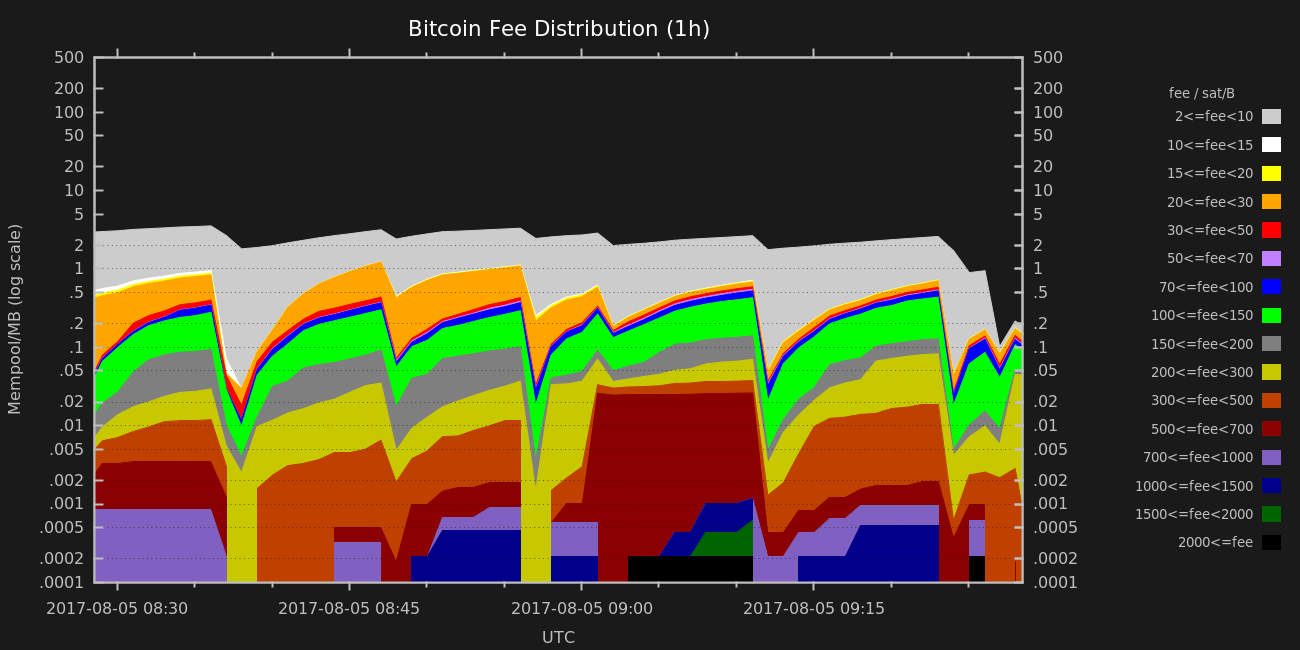 Bitcoin Fee Distribution (1h)
500 500
200 200
100 100
50 50
20 20
10 10
5 5
2 2
1 1
.5 .5
.2 .2
.1 .1
.05 .05
.02 .02
.01 .01
.005 .005
.002 .002
.001 .001
.0005 .0005
.0002 .0002
.0001 .0001
Mempool/MB (log scale)
2017-08-05 08:30 2017-08-05 08:45 2017-08-05 09:00 2017-08-05 09:15
UTC
fee / sat/B
2<=fee<10
10<=fee<15
15<=fee<20
20<=fee<30
30<=fee<50
50<=fee<70
70<=fee<100
100<=fee<150
150<=fee<200
200<=fee<300
300<=fee<500
500<=fee<700
700<=fee<1000
1000<=fee<1500
1500<=fee<2000
2000<=fee